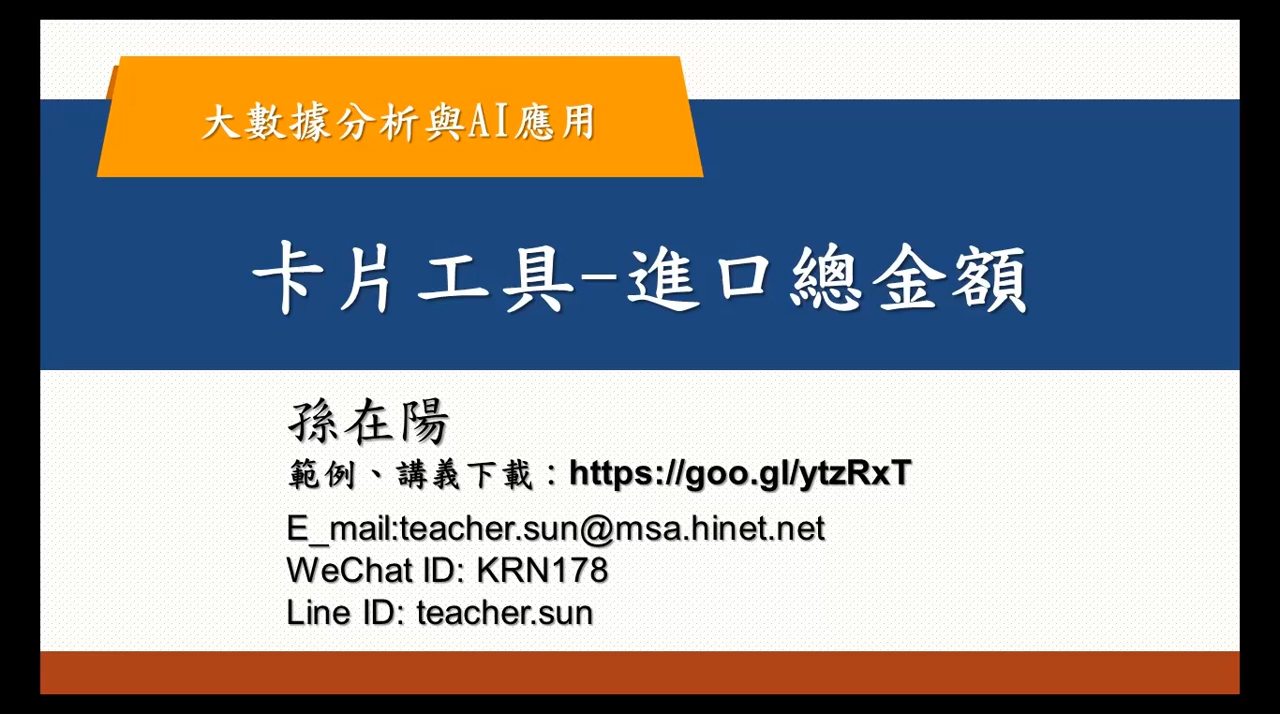 大數據分析與AI應用
卡片工具-進口總金額
孫在陽
範例、講義下載：https://goo.gl/ytzRxT
E_mail:teacher.sun@msa.hinet.net
WeChat ID: KRN178
Line ID: teacher.sun